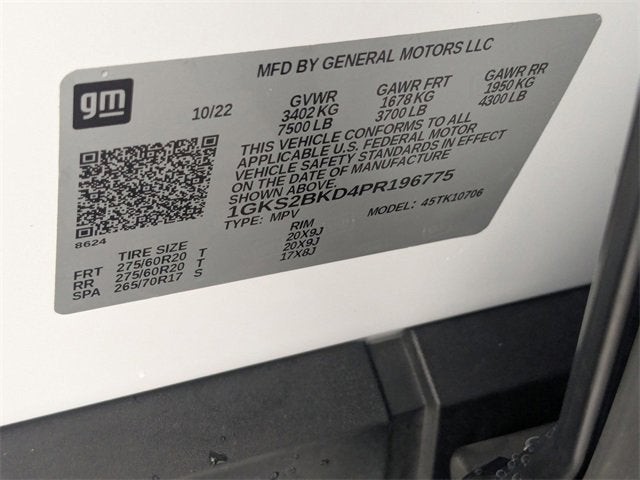 MFD BY GENERAL MOTORS LLC
gm
10/22
GVWR GAWR FRT GAWR RR
3402 KG 1678 KG 1950 KG
7500 LB 3700 LB 4300 LB
THIS VEHICLE CONFORMS TO ALL
APPLICABLE U.S. FEDERAL MOTOR
VEHICLE SAFETY STANDARDS IN EFFECT
ON THE DATE OF MANUFACTURE
SHOWN ABOVE.
1GKS2BKD4PR196775
TYPE: MPV MODEL: 45TK10706
8624
TIRE SIZE RIM
FRT 275/60R20 T 20X9J
RR 275/60R20 T 20X9J
SPA 265/70R17 S 17X8J